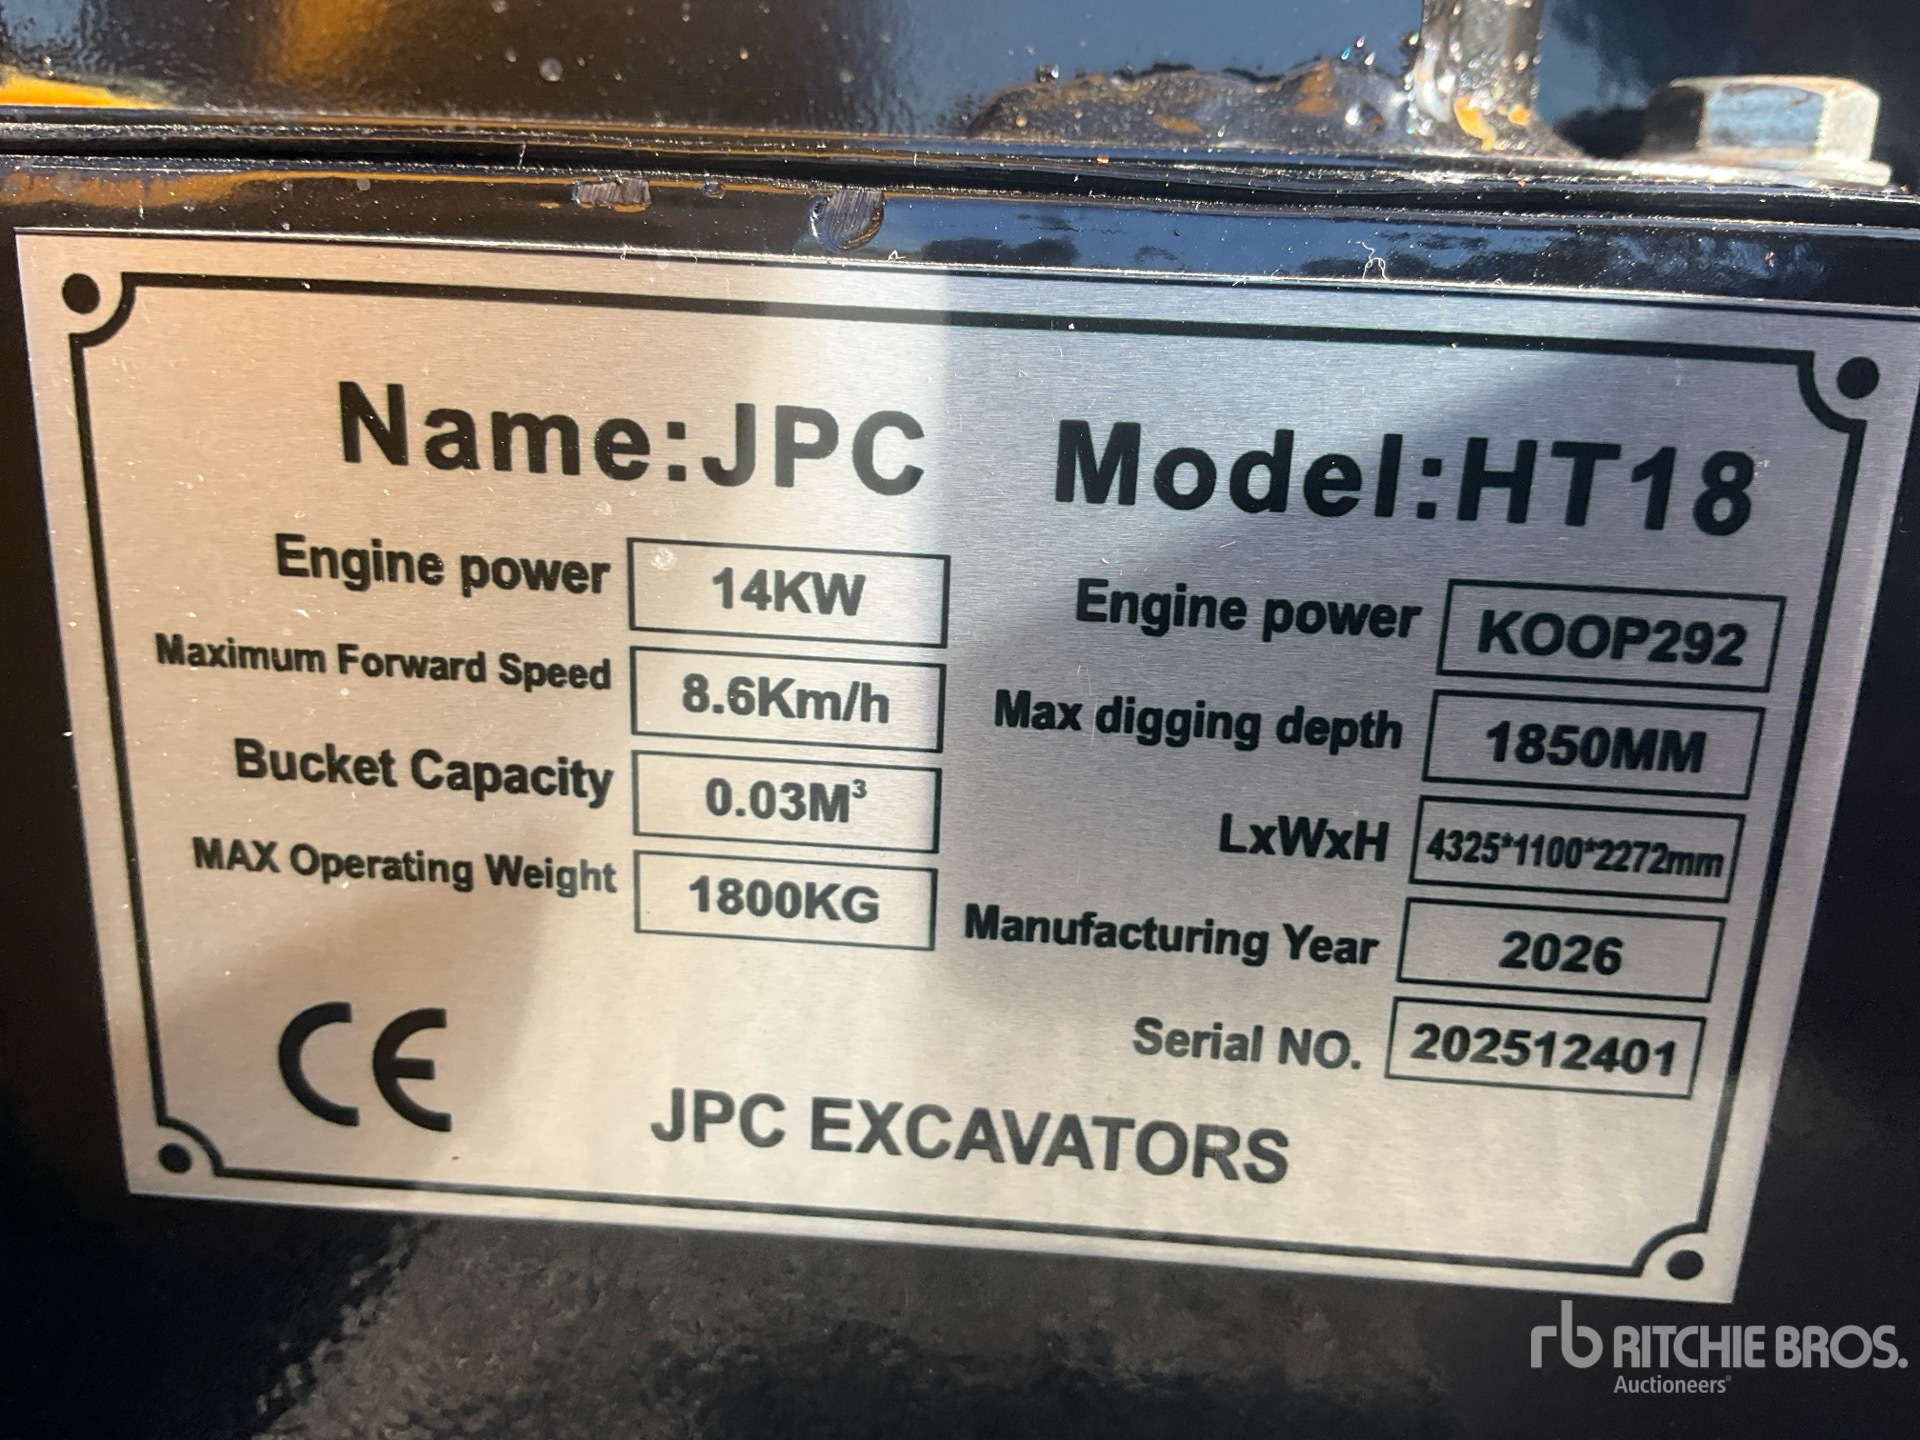 Name:JPC Model:HT18
Engine power 14KW Engine power KOOP292
Maximum Forward Speed 8.6Km/h Max digging depth 1850MM
Bucket Capacity 0.03M³ LxWxH 4325*1100*2272mm
MAX Operating Weight 1800KG Manufacturing Year 2026
Serial NO. 202512401
CE
JPC EXCAVATORS
rb RITCHIE BROS.
Auctioneers®